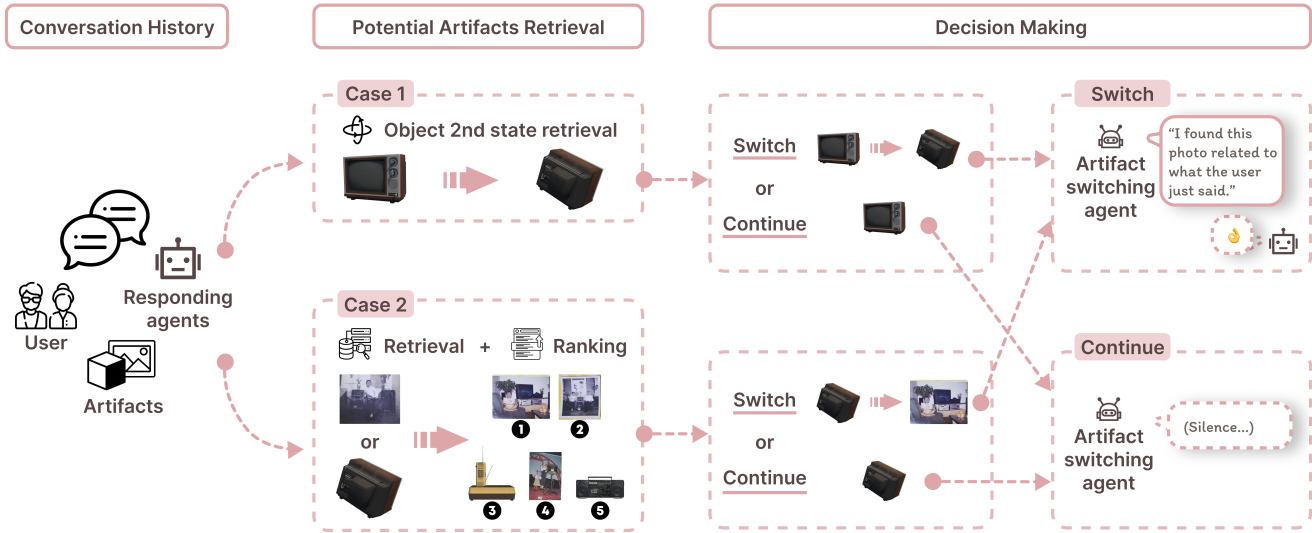 Conversation History
Potential Artifacts Retrieval
Decision Making
User
Responding
agents
Artifacts
Case 1
Object 2nd state retrieval
Case 2
Retrieval + Ranking
or
1
2
3
4
5
Switch
or
Continue
Switch
or
Continue
Switch
Artifact
switching
agent
“I found this
photo related to
what the user
just said.”
Continue
Artifact
switching
agent
(Silence...)